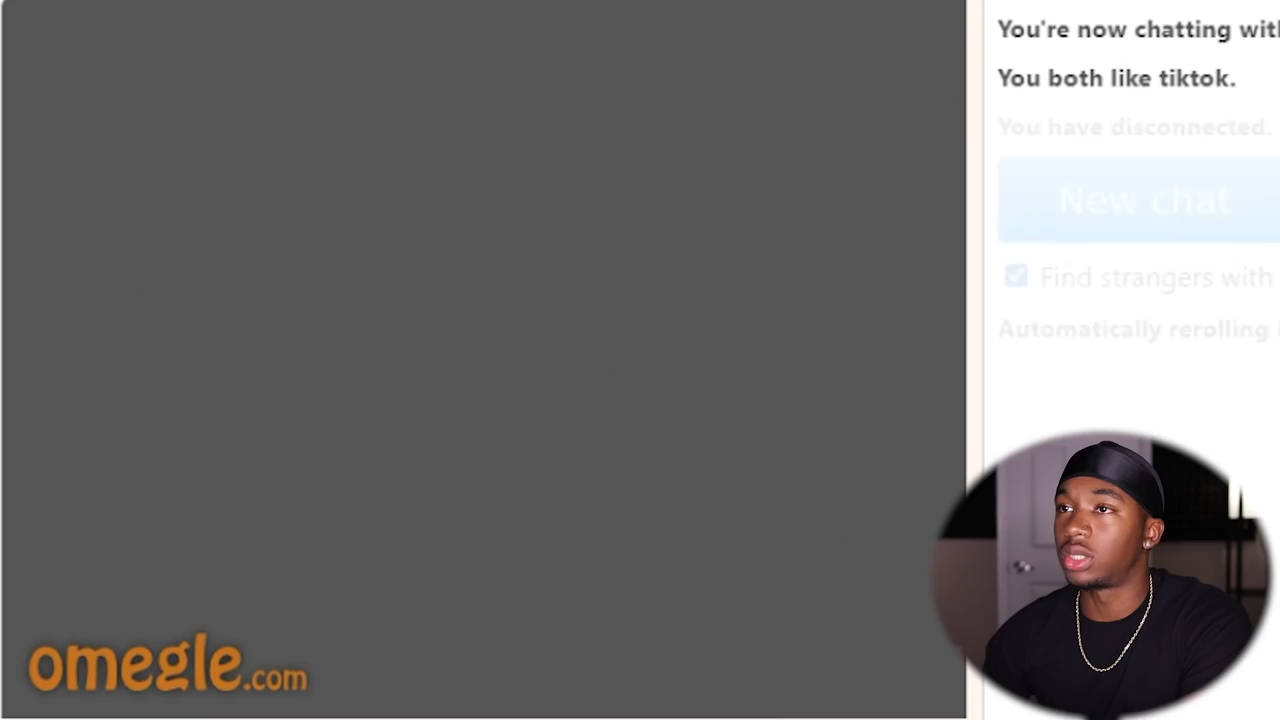 You're now chatting
You both like tiktok.
You have disconnected.
New chat
Find strangers with
Automatically rerolling
omegle.com